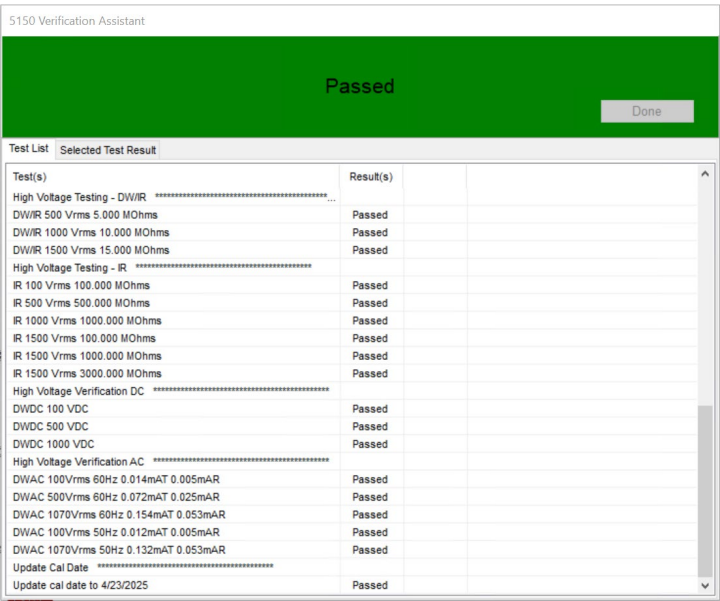 5150 Verification Assistant
Passed
Done
Test List Selected Test Result
Test(s) Result(s)
High Voltage Testing - DW/IR ********************************************...
DW/IR 500 Vrms 5.000 MOhms Passed
DW/IR 1000 Vrms 10.000 MOhms Passed
DW/IR 1500 Vrms 15.000 MOhms Passed
High Voltage Testing - IR *********************************************
IR 100 Vrms 100.000 MOhms Passed
IR 500 Vrms 500.000 MOhms Passed
IR 1000 Vrms 1000.000 MOhms Passed
IR 1500 Vrms 100.000 MOhms Passed
IR 1500 Vrms 1000.000 MOhms Passed
IR 1500 Vrms 3000.000 MOhms Passed
High Voltage Verification DC *********************************************
DWDC 100 VDC Passed
DWDC 500 VDC Passed
DWDC 1000 VDC Passed
High Voltage Verification AC *********************************************
DWAC 100Vrms 60Hz 0.014mAT 0.005mAR Passed
DWAC 500Vrms 60Hz 0.072mAT 0.025mAR Passed
DWAC 1070Vrms 60Hz 0.154mAT 0.053mAR Passed
DWAC 100Vrms 50Hz 0.012mAT 0.005mAR Passed
DWAC 1070Vrms 50Hz 0.132mAT 0.053mAR Passed
Update Cal Date *********************************************
Update cal date to 4/23/2025 Passed